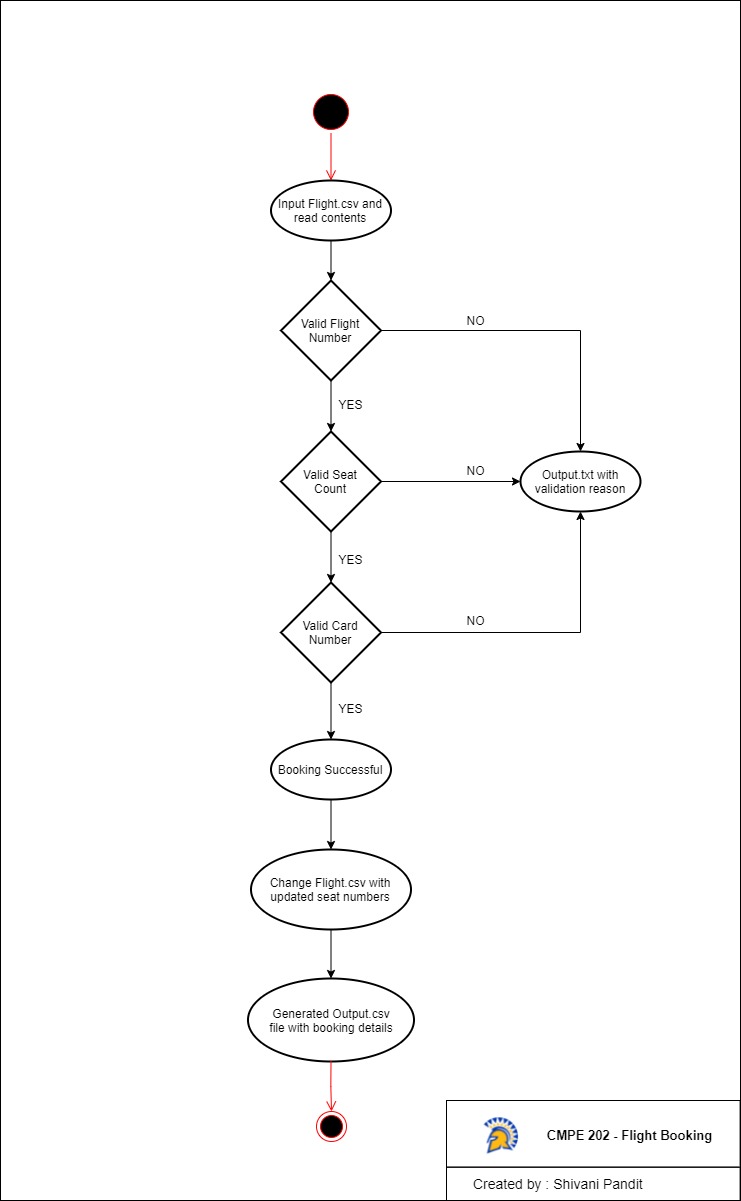 Input Flight.csv and
read contents
Valid Flight
Number
NO
YES
Valid Seat
Count
NO
Output.txt with
validation reason
YES
Valid Card
Number
NO
YES
Booking Successful
Change Flight.csv with
updated seat numbers
Generated Output.csv
file with booking details
CMPE 202 - Flight Booking
Created by : Shivani Pandit